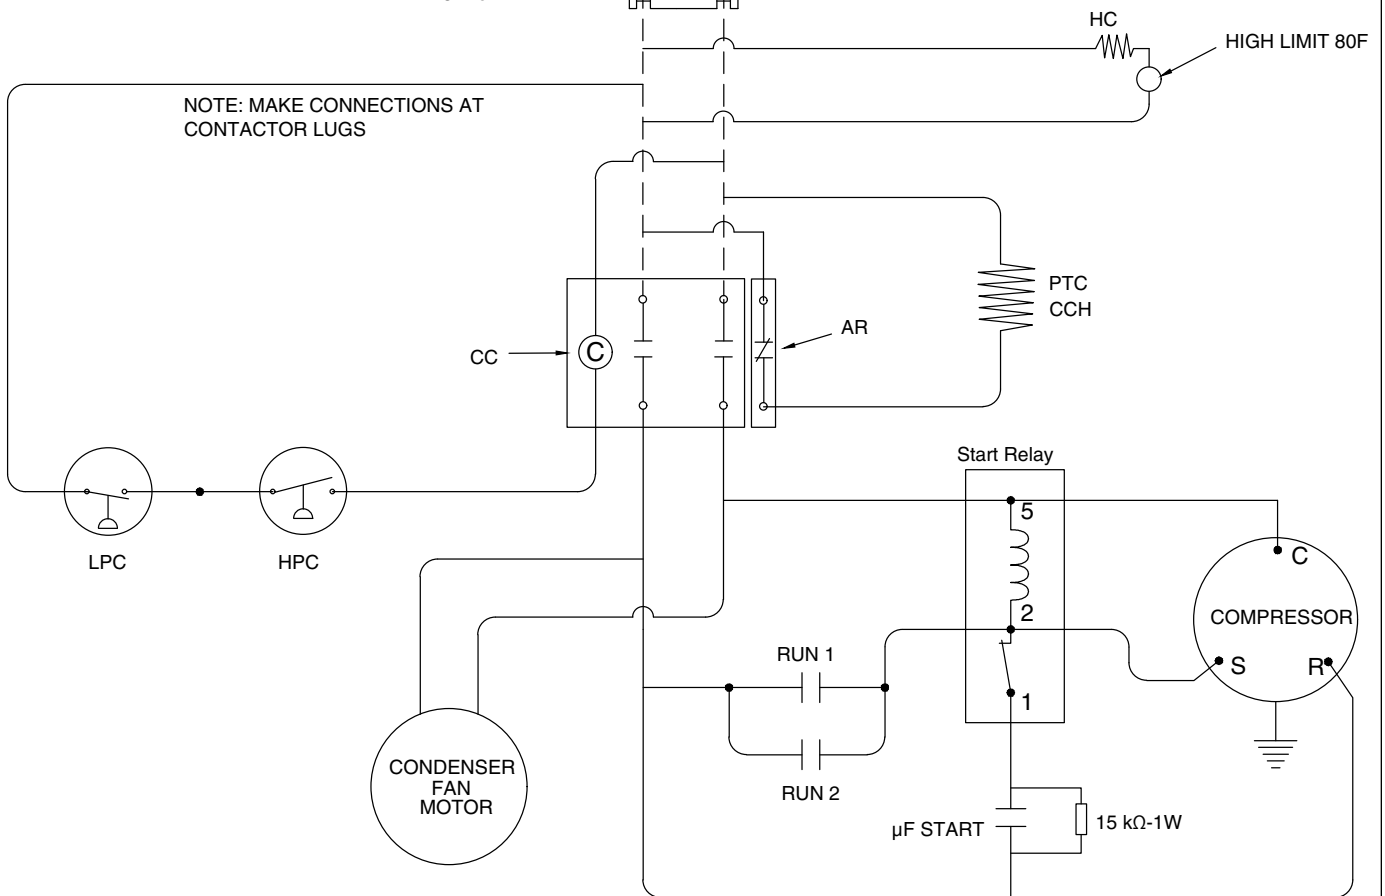 HC
HIGH LIMIT 80F
NOTE: MAKE CONNECTIONS AT
CONTACTOR LUGS
PTC
CCH
AR
CC
C
Start Relay
5
C
LPC
HPC
2
COMPRESSOR
RUN 1
S
R
1
CONDENSER
FAN
MOTOR
RUN 2
µF START
15 kΩ-1W